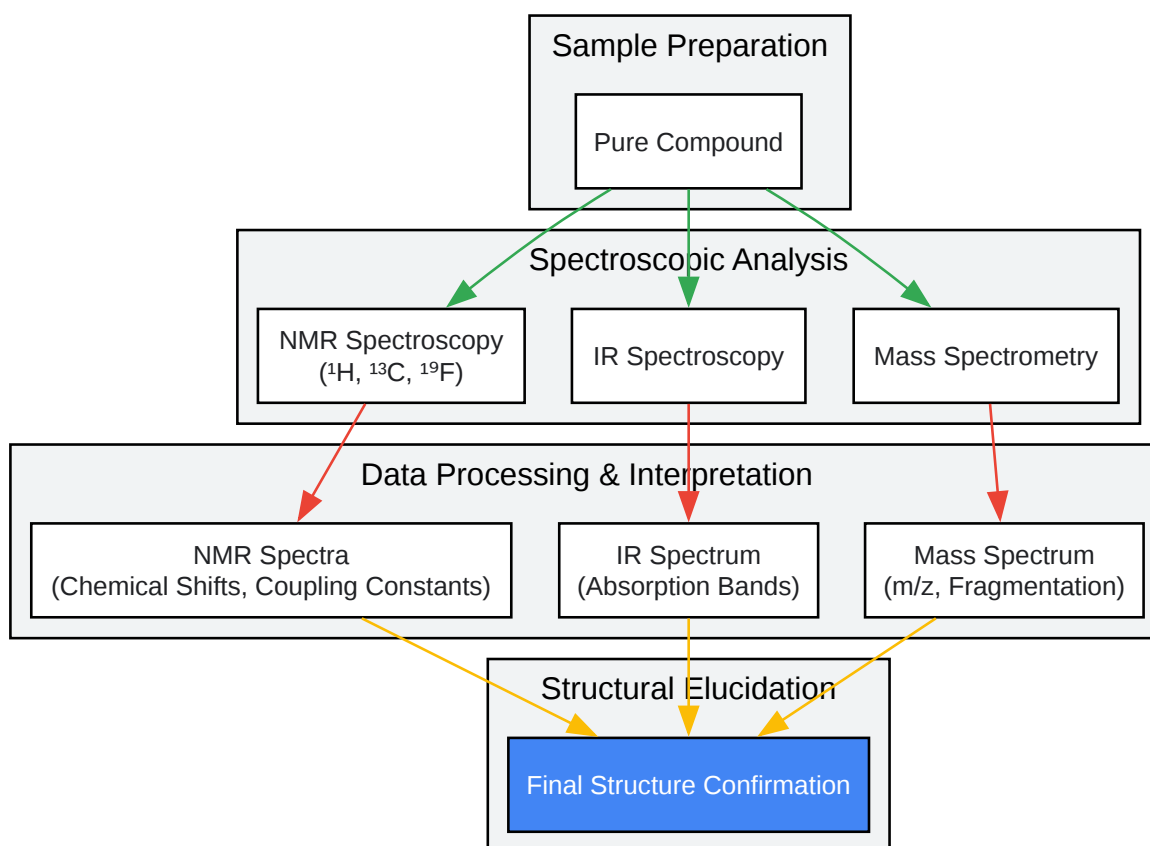 Sample Preparation
Pure Compound
Spectroscopic Analysis
NMR Spectroscopy
(¹H, ¹³C, ¹⁹F)
IR Spectroscopy
Mass Spectrometry
Data Processing & Interpretation
NMR Spectra
(Chemical Shifts, Coupling Constants)
IR Spectrum
(Absorption Bands)
Mass Spectrum
(m/z, Fragmentation)
Structural Elucidation
Final Structure Confirmation